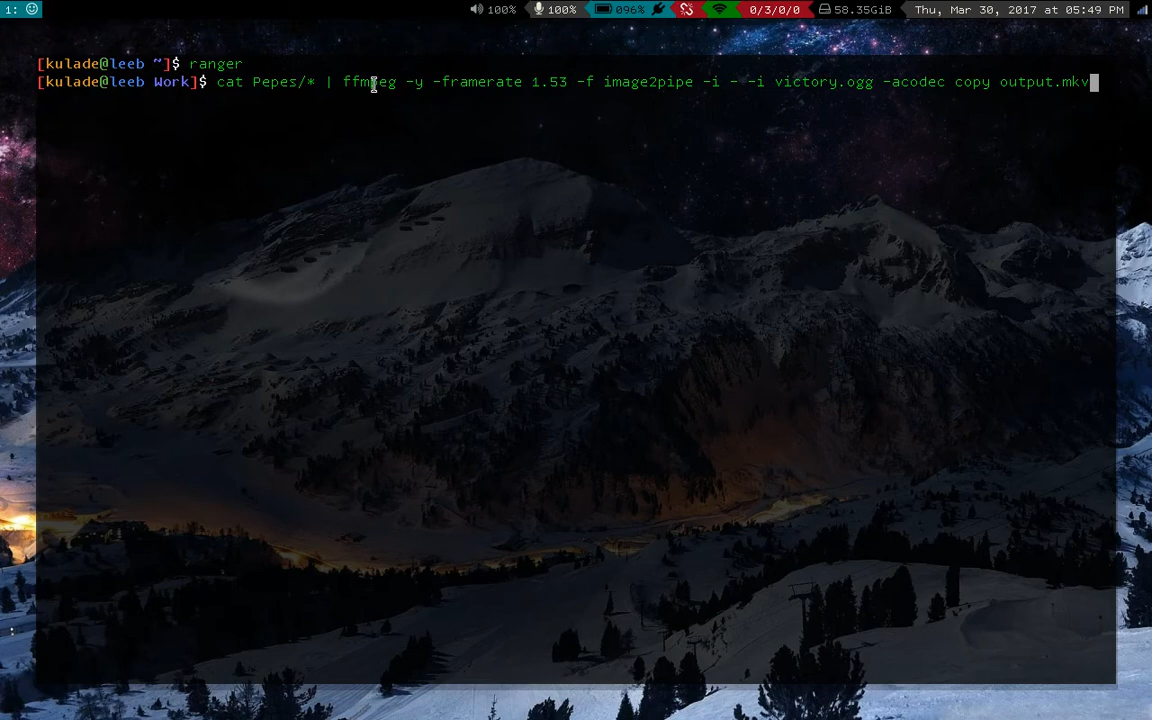 1: 100% 100% 096% 0/3/0/0 58.35GiB Thu, Mar 30, 2017 at 05:49 PM
[kulade@leeb ~]$ ranger
[kulade@leeb Work]$ cat Pepes/* | ffmpeg -y -framerate 1.53 -f image2pipe -i - -i victory.ogg -acodec copy output.mkv